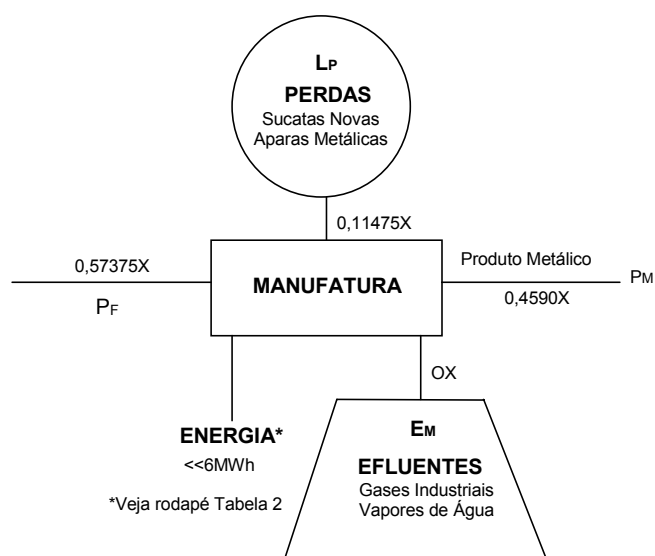 LP
PERDAS
Sucatas Novas
Aparas Metálicas
0,11475X
0,57375X
PF
MANUFATURA
Produto Metálico
PM
0,4590X
OX
ENERGIA*
<<6MWh
*Veja rodapé Tabela 2
EM
EFLUENTES
Gases Industriais
Vapores de Água